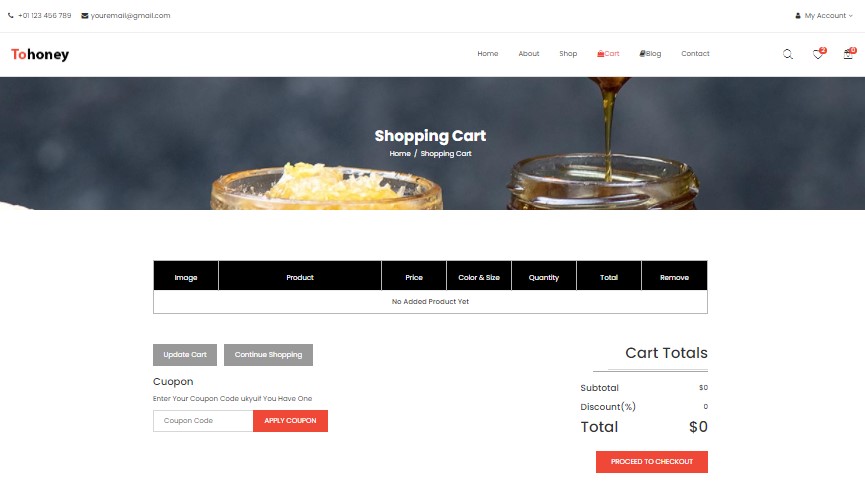 +01 123 456 789 youremail@gmail.com My Account
Tohoney Home About Shop Cart Blog Contact 2 0
Shopping Cart
Home / Shopping Cart
Image Product Price Color & Size Quantity Total Remove
No Added Product Yet
Update Cart Continue Shopping
Cart Totals
Cuopon
Subtotal $0
Enter Your Coupon Code ukyuif You Have One
Discount(%) 0
Coupon Code APPLY COUPON
Total $0
PROCEED TO CHECKOUT